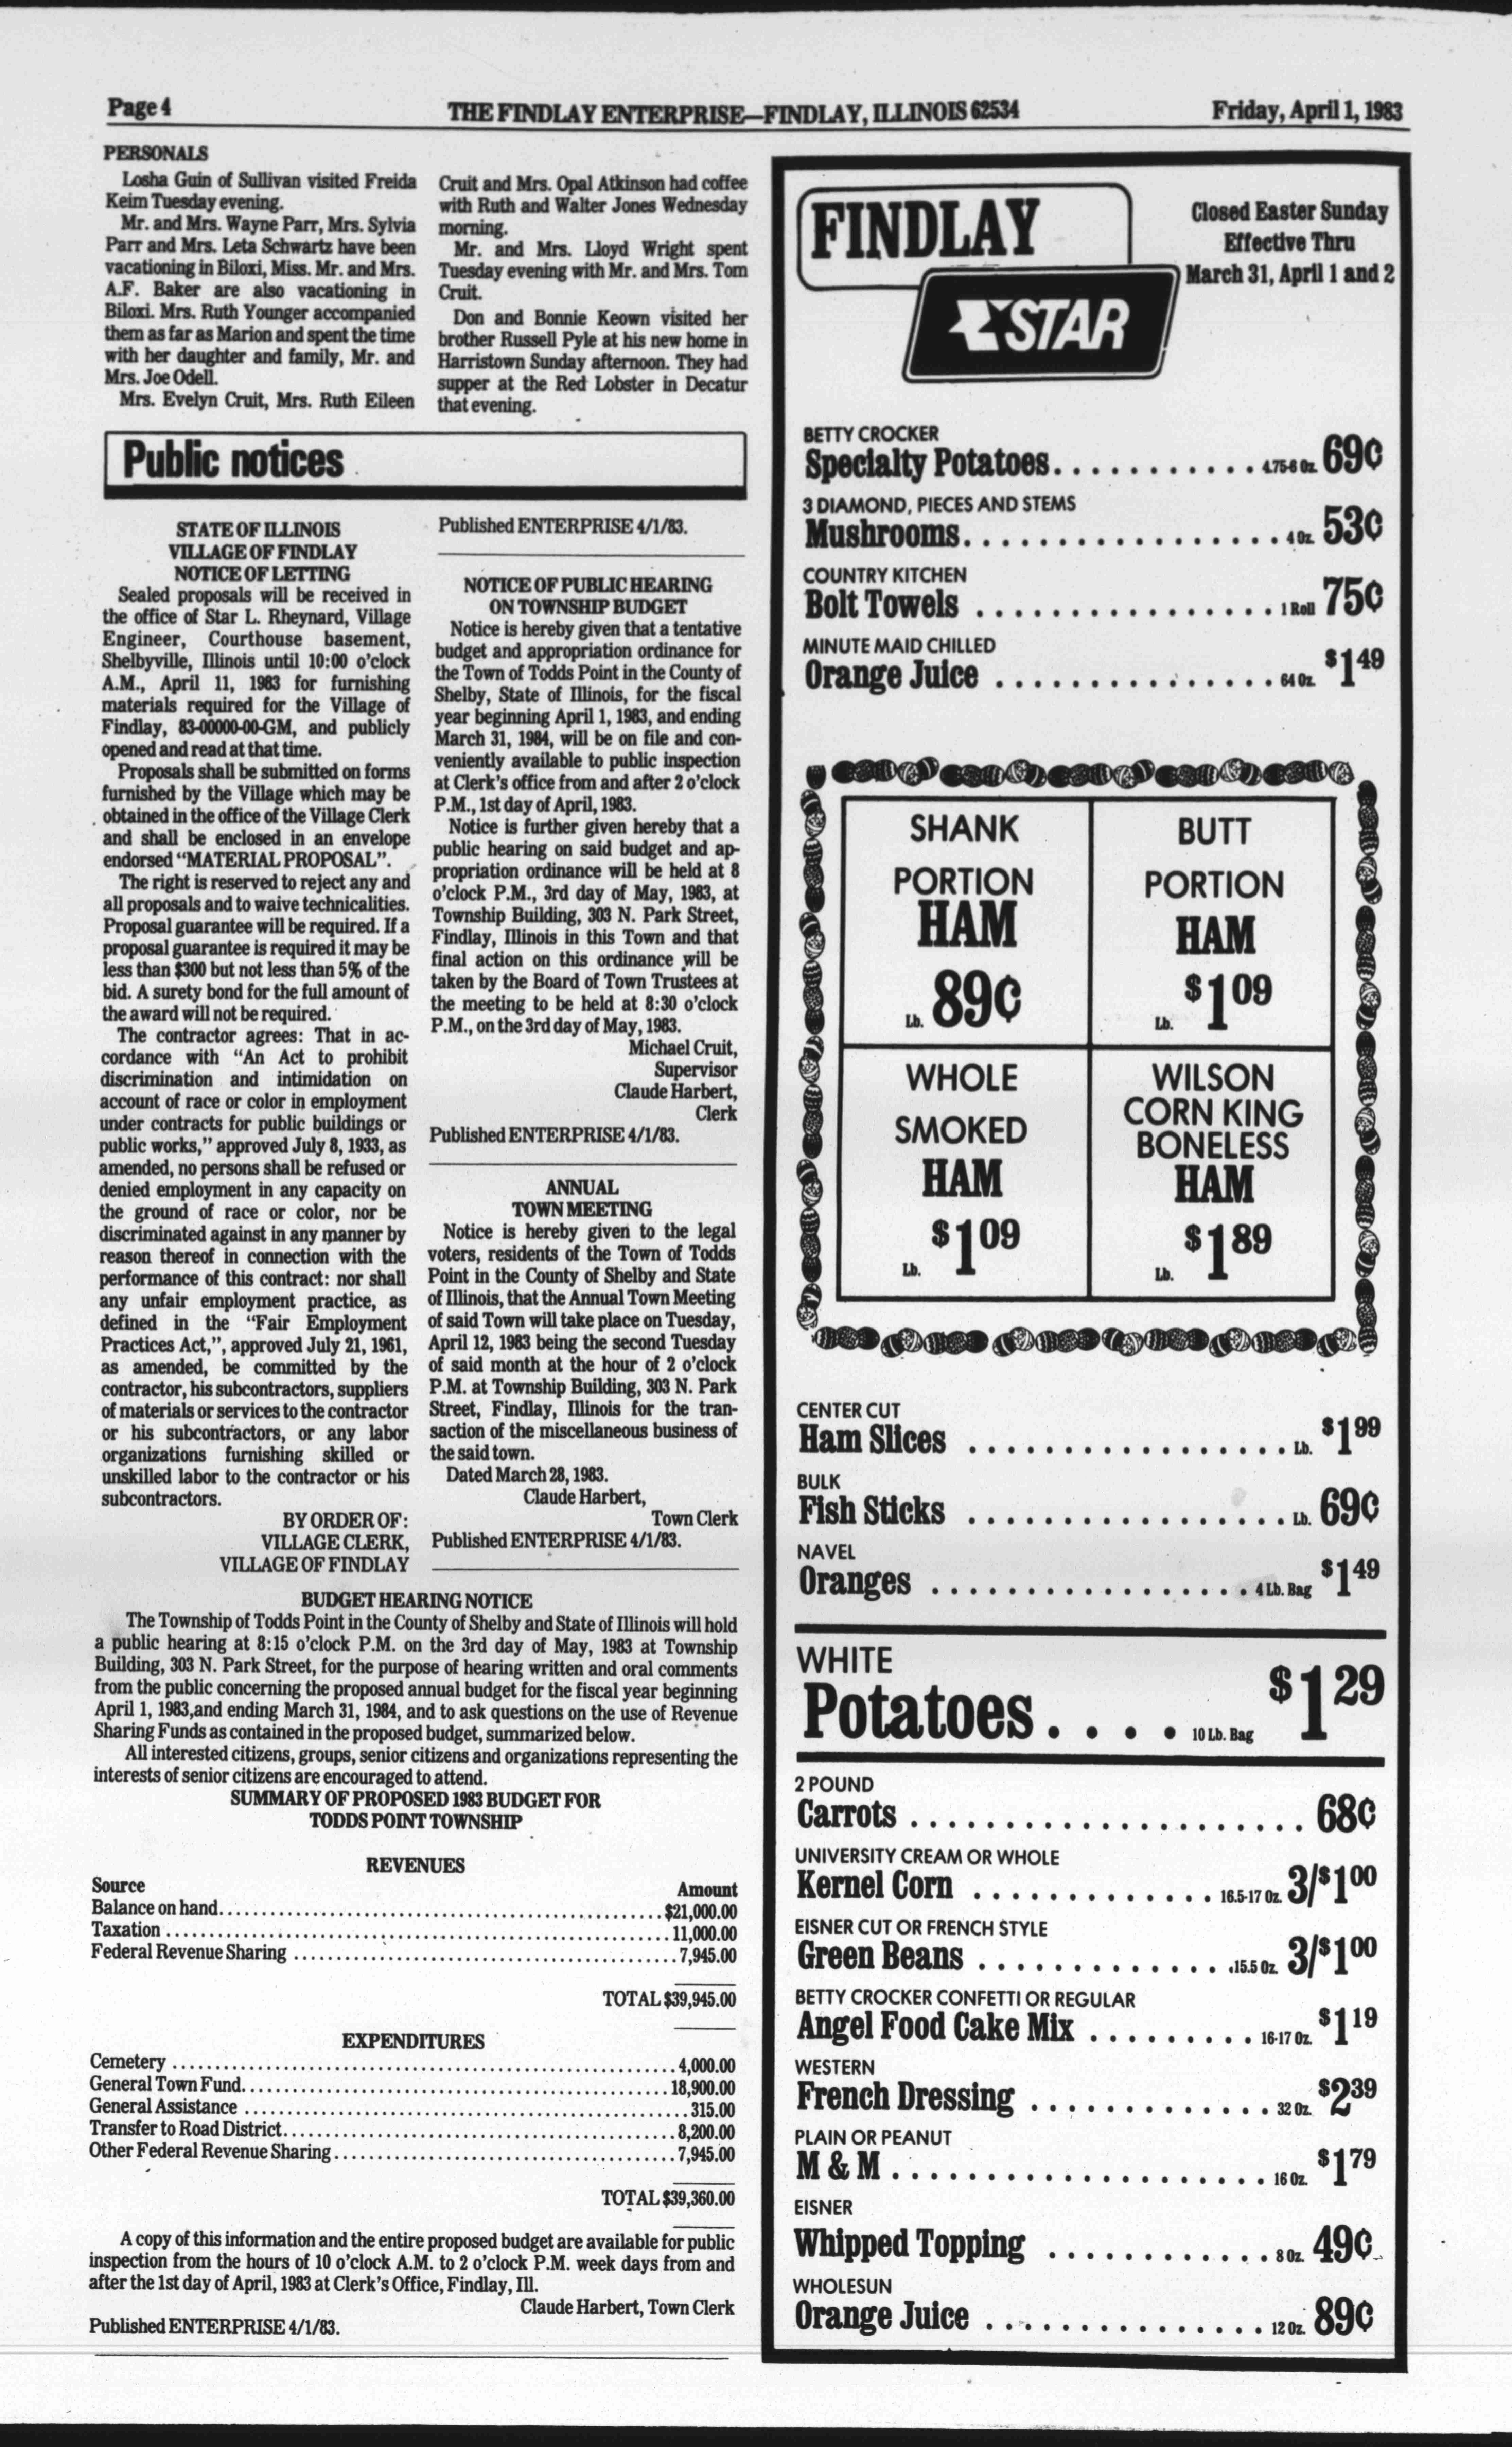 Page 4
THE FINDLAY ENTERPRISE—FINDLAY, ILLINOIS 62534
Friday, April 1, 1983
PERSONALS
Losha Guin of Sullivan visited Freida
Keim Tuesday evening.
Mr. and Mrs. Wayne Parr, Mrs. Sylvia
Parr and Mrs. Leta Schwartz have been
vacationing in Biloxi, Miss. Mr. and Mrs.
A.F. Baker are also vacationing in
Biloxi. Mrs. Ruth Younger accompanied
them as far as Marion and spent the time
with her daughter and family, Mr. and
Mrs. Joe Odell.
Mrs. Evelyn Cruit, Mrs. Ruth Eileen
Cruit and Mrs. Opal Atkinson had coffee
with Ruth and Walter Jones Wednesday
morning.
Mr. and Mrs. Lloyd Wright spent
Tuesday evening with Mr. and Mrs. Tom
Cruit.
Don and Bonnie Keown visited her
brother Russell Pyle at his new home in
Harristown Sunday afternoon. They had
supper at the Red Lobster in Decatur
that evening.
Public notices
STATE OF ILLINOIS
VILLAGE OF FINDLAY
NOTICE OF LETTING
Sealed proposals will be received in
the office of Star L. Rheynard, Village
Engineer, Courthouse basement,
Shelbyville, Illinois until 10:00 o'clock
A.M., April 11, 1983 for furnishing
materials required for the Village of
Findlay, 83-00000-00-GM, and publicly
opened and read at that time.
Proposals shall be submitted on forms
furnished by the Village which may be
obtained in the office of the Village Clerk
and shall be enclosed in an envelope
endorsed "MATERIAL PROPOSAL".
The right is reserved to reject any and
all proposals and to waive technicalities.
Proposal guarantee will be required. If a
proposal guarantee is required it may be
less than $300 but not less than 5% of the
bid. A surety bond for the full amount of
the award will not be required.
The contractor agrees: That in ac-
cordance with "An Act to prohibit
discrimination and intimidation on
account of race or color in employment
under contracts for public buildings or
public works," approved July 8, 1933, as
amended, no persons shall be refused or
denied employment in any capacity on
the ground of race or color, nor be
discriminated against in any manner by
reason thereof in connection with the
performance of this contract: nor shall
any unfair employment practice, as
defined in the "Fair Employment
Practices Act,", approved July 21, 1961,
as amended, be committed by the
contractor, his subcontractors, suppliers
of materials or services to the contractor
or his subcontractors, or any labor
organizations furnishing skilled or
unskilled labor to the contractor or his
subcontractors.
BY ORDER OF:
VILLAGE CLERK,
VILLAGE OF FINDLAY
Published ENTERPRISE 4/1/83.
NOTICE OF PUBLIC HEARING
ON TOWNSHIP BUDGET
Notice is hereby given that a tentative
budget and appropriation ordinance for
the Town of Todds Point in the County of
Shelby, State of Illinois, for the fiscal
year beginning April 1, 1983, and ending
March 31, 1984, will be on file and con-
veniently available to public inspection
at Clerk's office from and after 2 o'clock
P.M., 1st day of April, 1983.
Notice is further given hereby that a
public hearing on said budget and ap-
propriation ordinance will be held at 8
o'clock P.M., 3rd day of May, 1983, at
Township Building, 303 N. Park Street,
Findlay, Illinois in this Town and that
final action on this ordinance will be
taken by the Board of Town Trustees at
the meeting to be held at 8:30 o'clock
P.M., on the 3rd day of May, 1983.
Michael Cruit,
Supervisor
Claude Harbert,
Clerk
Published ENTERPRISE 4/1/83.
ANNUAL
TOWN MEETING
Notice is hereby given to the legal
voters, residents of the Town of Todds
Point in the County of Shelby and State
of Illinois, that the Annual Town Meeting
of said Town will take place on Tuesday,
April 12, 1983 being the second Tuesday
of said month at the hour of 2 o'clock
P.M. at Township Building, 303 N. Park
Street, Findlay, Illinois for the tran-
saction of the miscellaneous business of
the said town.
Dated March 28, 1983.
Claude Harbert,
Town Clerk
Published ENTERPRISE 4/1/83.
BUDGET HEARING NOTICE
The Township of Todds Point in the County of Shelby and State of Illinois will hold
a public hearing at 8:15 o'clock P.M. on the 3rd day of May, 1983 at Township
Building, 303 N. Park Street, for the purpose of hearing written and oral comments
from the public concerning the proposed annual budget for the fiscal year beginning
April 1, 1983,and ending March 31, 1984, and to ask questions on the use of Revenue
Sharing Funds as contained in the proposed budget, summarized below.
All interested citizens, groups, senior citizens and organizations representing the
interests of senior citizens are encouraged to attend.
SUMMARY OF PROPOSED 1983 BUDGET FOR
TODDS POINT TOWNSHIP
REVENUES
Source Amount
Balance on hand.....$21,000.00
Taxation.....11,000.00
Federal Revenue Sharing.....7,945.00
TOTAL $39,945.00
EXPENDITURES
Cemetery.....4,000.00
General Town Fund.....18,900.00
General Assistance.....315.00
Transfer to Road District.....8,200.00
Other Federal Revenue Sharing.....7,945.00
TOTAL $39,360.00
A copy of this information and the entire proposed budget are available for public
inspection from the hours of 10 o'clock A.M. to 2 o'clock P.M. week days from and
after the 1st day of April, 1983 at Clerk's Office, Findlay, Ill.
Claude Harbert, Town Clerk
Published ENTERPRISE 4/1/83.
FINDLAY
STAR
Closed Easter Sunday
Effective Thru
March 31, April 1 and 2
BETTY CROCKER
Specialty Potatoes.....4.75-6 Oz. 69¢
3 DIAMOND, PIECES AND STEMS
Mushrooms.....4 Oz. 53¢
COUNTRY KITCHEN
Bolt Towels.....1 Roll 75¢
MINUTE MAID CHILLED
Orange Juice.....64 Oz. $1 49
SHANK
PORTION
HAM
Lb. 89¢
BUTT
PORTION
HAM
Lb. $1 09
WHOLE
SMOKED
HAM
Lb. $1 09
WILSON
CORN KING
BONELESS
HAM
Lb. $1 89
CENTER CUT
Ham Slices.....Lb. $1 99
BULK
Fish Sticks.....Lb. 69¢
NAVEL
Oranges.....4 Lb. Bag $1 49
WHITE
Potatoes.....10 Lb. Bag $1 29
2 POUND
Carrots.....68¢
UNIVERSITY CREAM OR WHOLE
Kernel Corn.....16.5-17 Oz. 3/$1 00
EISNER CUT OR FRENCH STYLE
Green Beans.....15.5 Oz. 3/$1 00
BETTY CROCKER CONFETTI OR REGULAR
Angel Food Cake Mix.....16-17 Oz. $1 19
WESTERN
French Dressing.....32 Oz. $2 39
PLAIN OR PEANUT
M & M.....16 Oz. $1 79
EISNER
Whipped Topping.....8 Oz. 49¢
WHOLESUN
Orange Juice.....12 Oz. 89¢